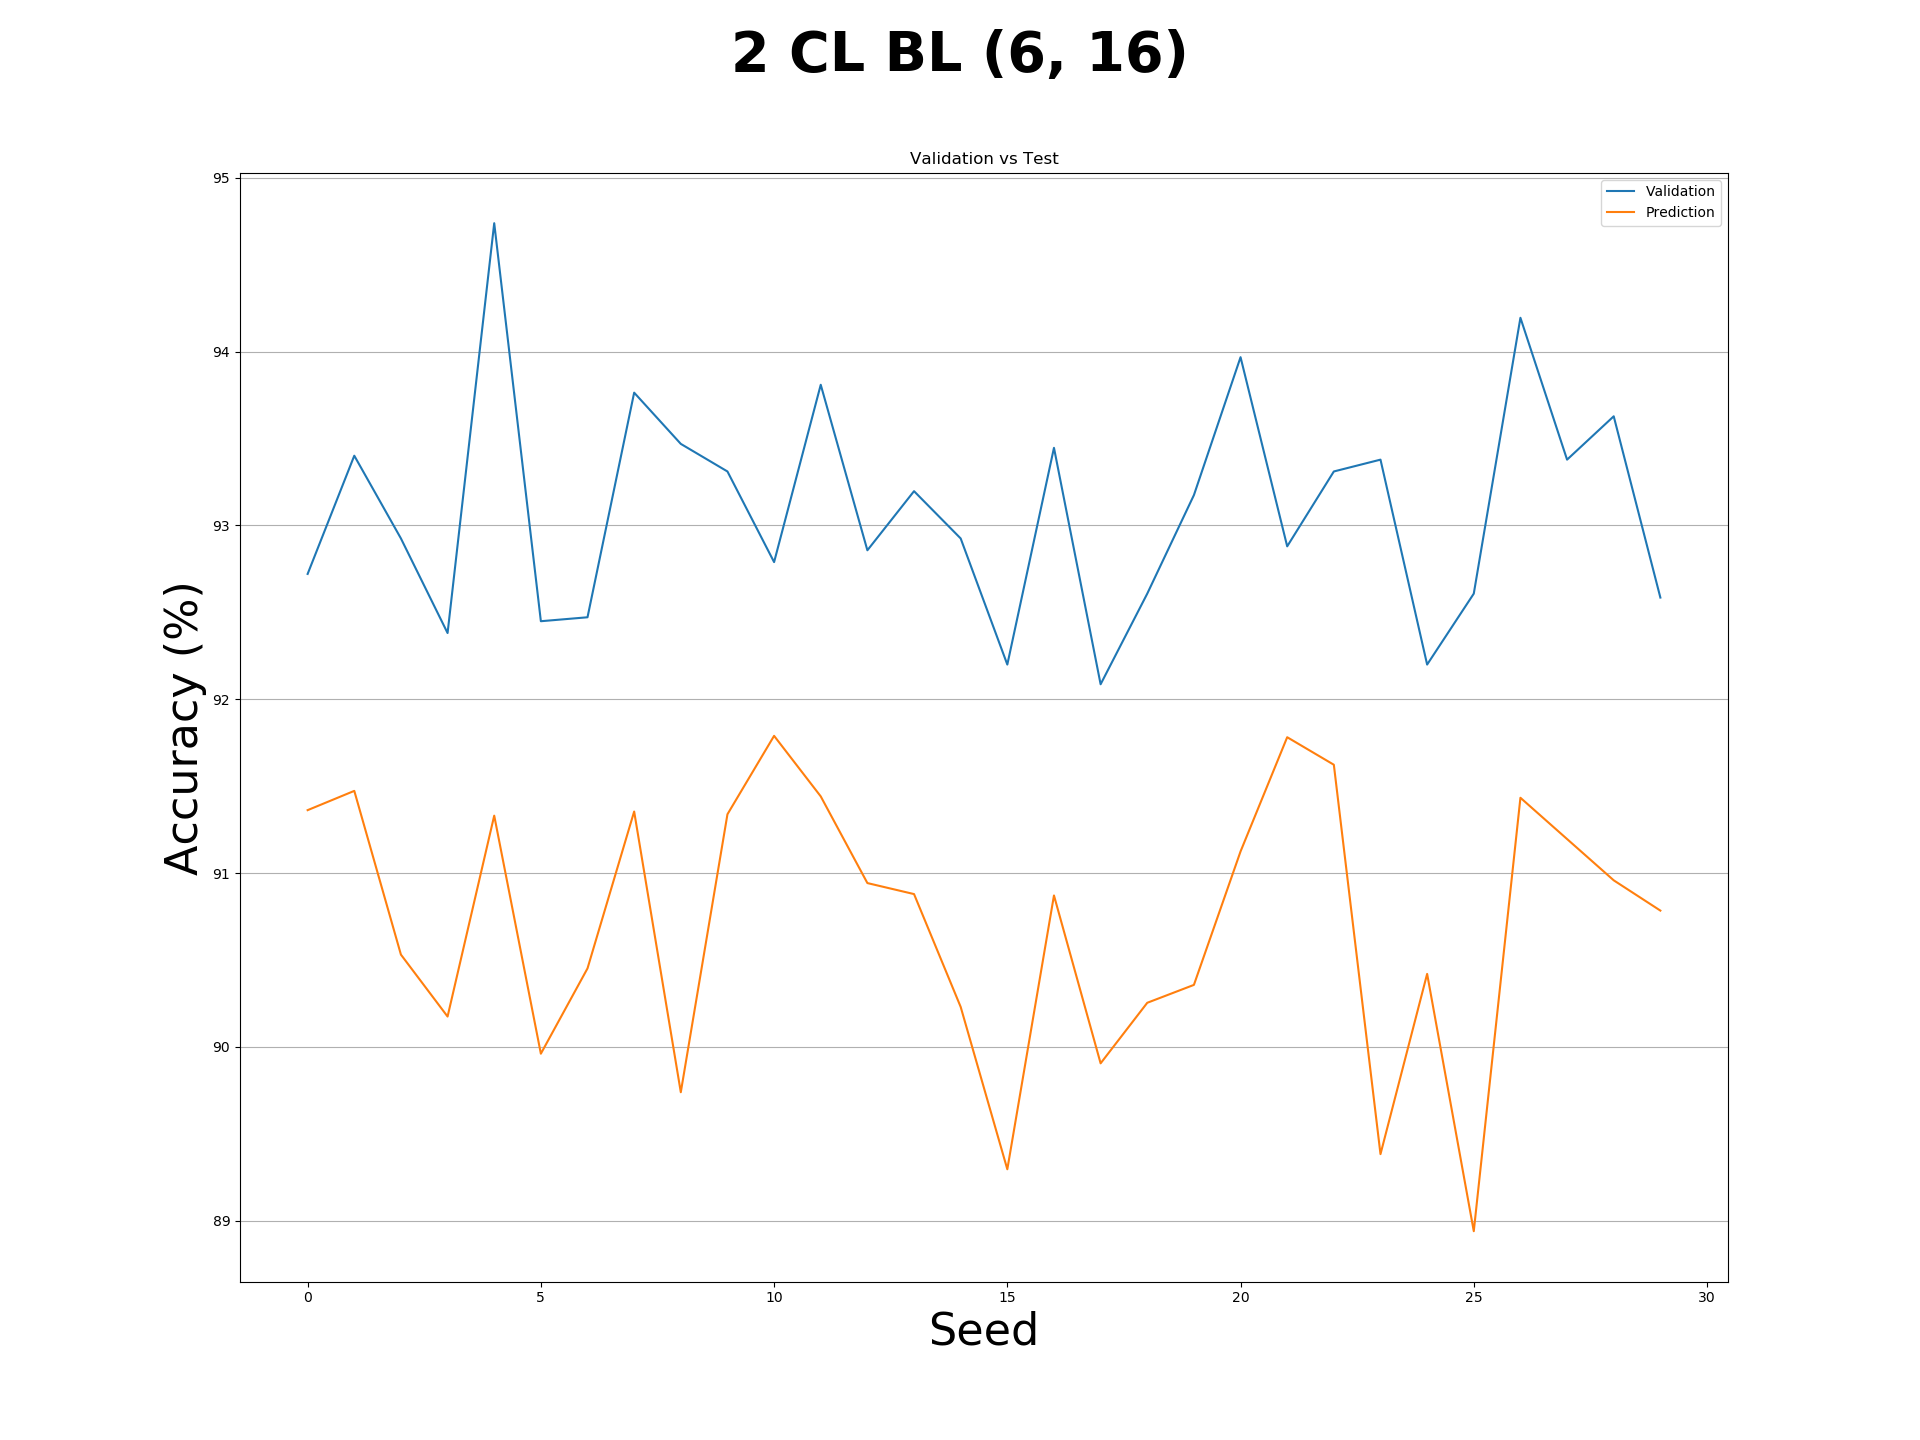 2 CL BL (6, 16)
Validation vs Test
95
94
93
92
91
90
89
Accuracy (%)
Validation
Prediction
0 5 10 15 20 25 30
Seed